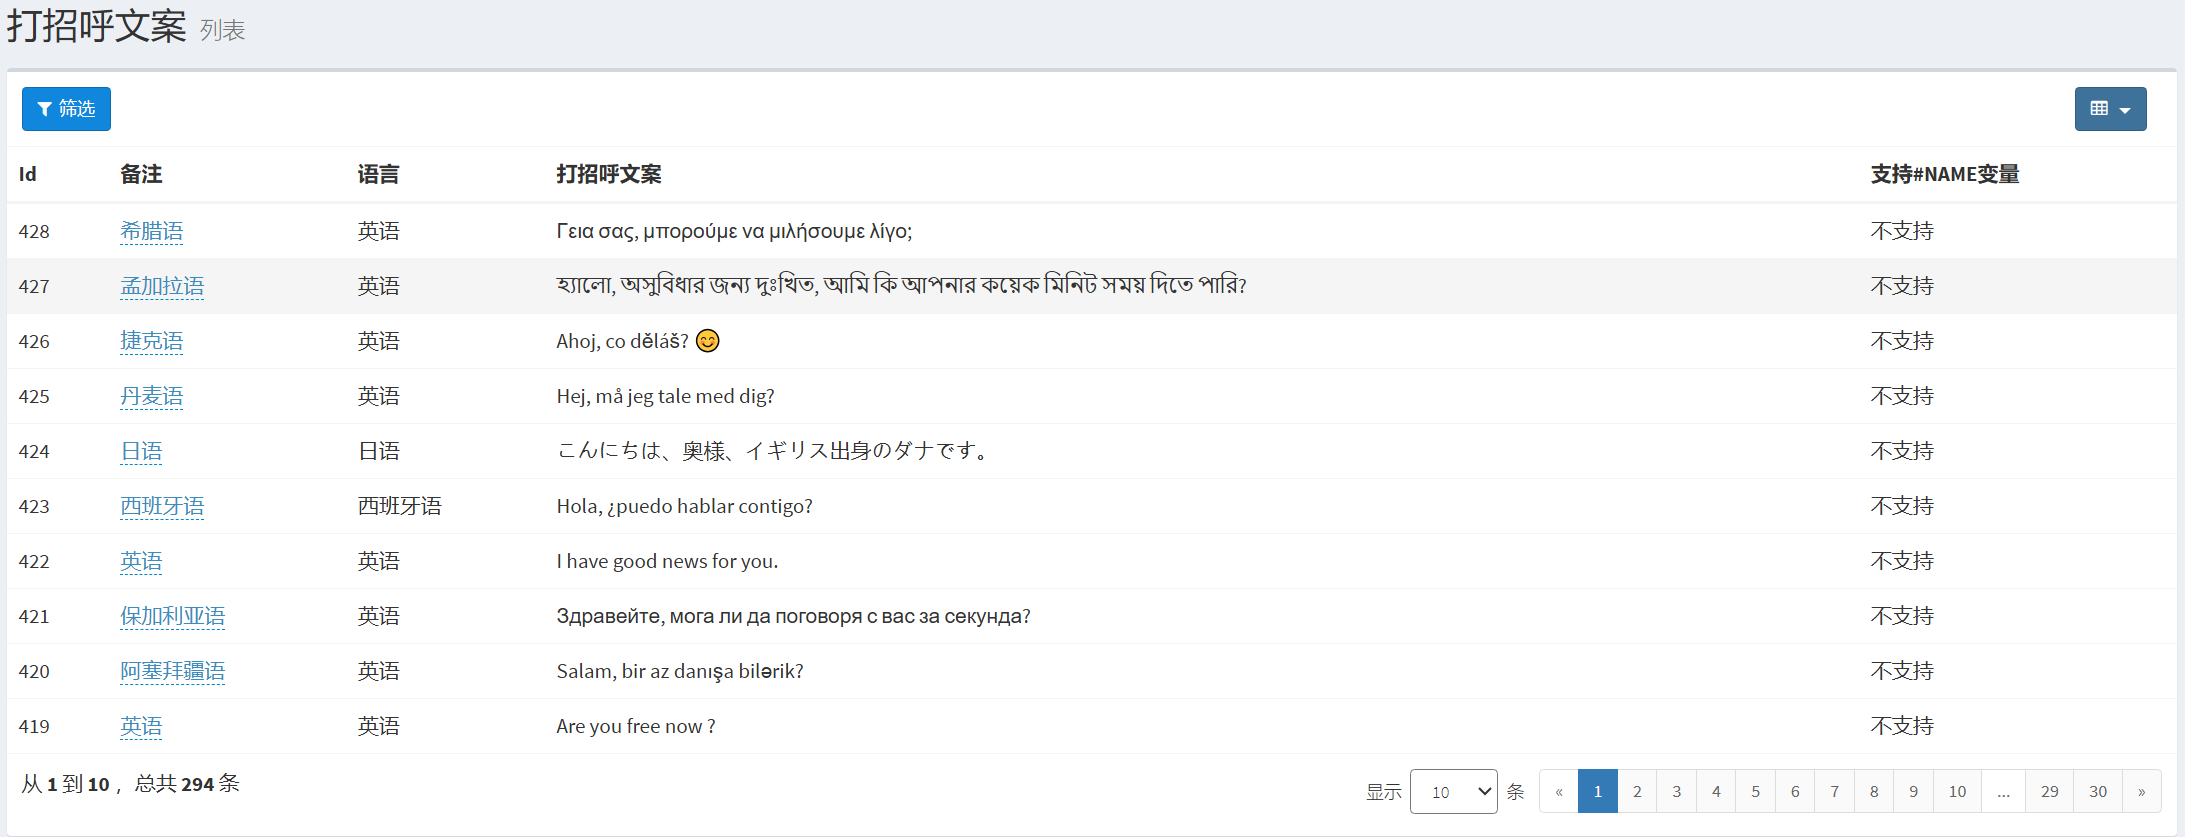 打招呼文案 列表
筛选
Id 备注 语言 打招呼文案 支持#NAME变量
428 希腊语 英语 Γεια σας, μπορούμε να μιλήσουμε λίγο; 不支持
427 孟加拉语 英语 হ্যালো, অসুবিধার জন্য দুঃখিত, আমি কি আপনার কয়েক মিনিট সময় দিতে পারি? 不支持
426 捷克语 英语 Ahoj, co děláš? 😊 不支持
425 丹麦语 英语 Hej, må jeg tale med dig? 不支持
424 日语 日语 こんにちは、奥様、イギリス出身のダナです。 不支持
423 西班牙语 西班牙语 Hola, ¿puedo hablar contigo? 不支持
422 英语 英语 I have good news for you. 不支持
421 保加利亚语 英语 Здравейте, мога ли да поговоря с вас за секунда? 不支持
420 阿塞拜疆语 英语 Salam, bir az danışa bilərik? 不支持
419 英语 英语 Are you free now ? 不支持
从 1 到 10 ，总共 294 条 显示 10 条 « 1 2 3 4 5 6 7 8 9 10 ... 29 30 »